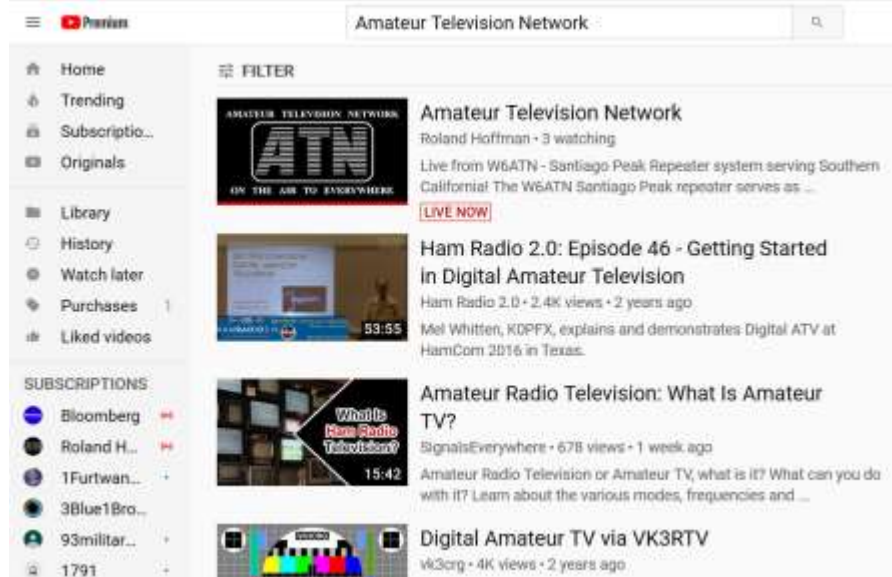 Premium
Amateur Television Network
Home
Trending
Subscriptio...
Originals
Library
History
Watch later
Purchases 1
Liked videos
SUBSCRIPTIONS
Bloomberg
Roland H...
1Furtwan...
3Blue1Bro...
93militar...
1791
FILTER
AMATEUR TELEVISION NETWORK
ATN
ON THE AIR TO EVERYWHERE
Amateur Television Network
Roland Hoffman • 3 watching
Live from W6ATN - Santiago Peak Repeater system serving Southern
California! The W6ATN Santiago Peak repeater serves as ...
LIVE NOW
53:55
Ham Radio 2.0: Episode 46 - Getting Started
in Digital Amateur Television
Ham Radio 2.0 • 2.4K views • 2 years ago
Mel Whitten, K0PFX, explains and demonstrates Digital ATV at
HamCom 2016 in Texas.
What Is
Ham Radio
Television?
15:42
Amateur Radio Television: What Is Amateur
TV?
SignalsEverywhere • 678 views • 1 week ago
Amateur Radio Television or Amateur TV, what is it? What can you do
with it? Learn about the various modes, frequencies and ...
Digital Amateur TV via VK3RTV
vk3crg • 4K views • 2 years ago